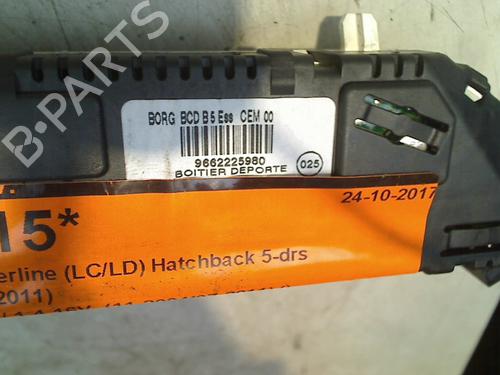 BORG BCD B5 Ess CEM 00
9662225980
BOITIER DEPORTE
025
24-10-2017
15*
erline (LC/LD) Hatchback 5-drs
2011)